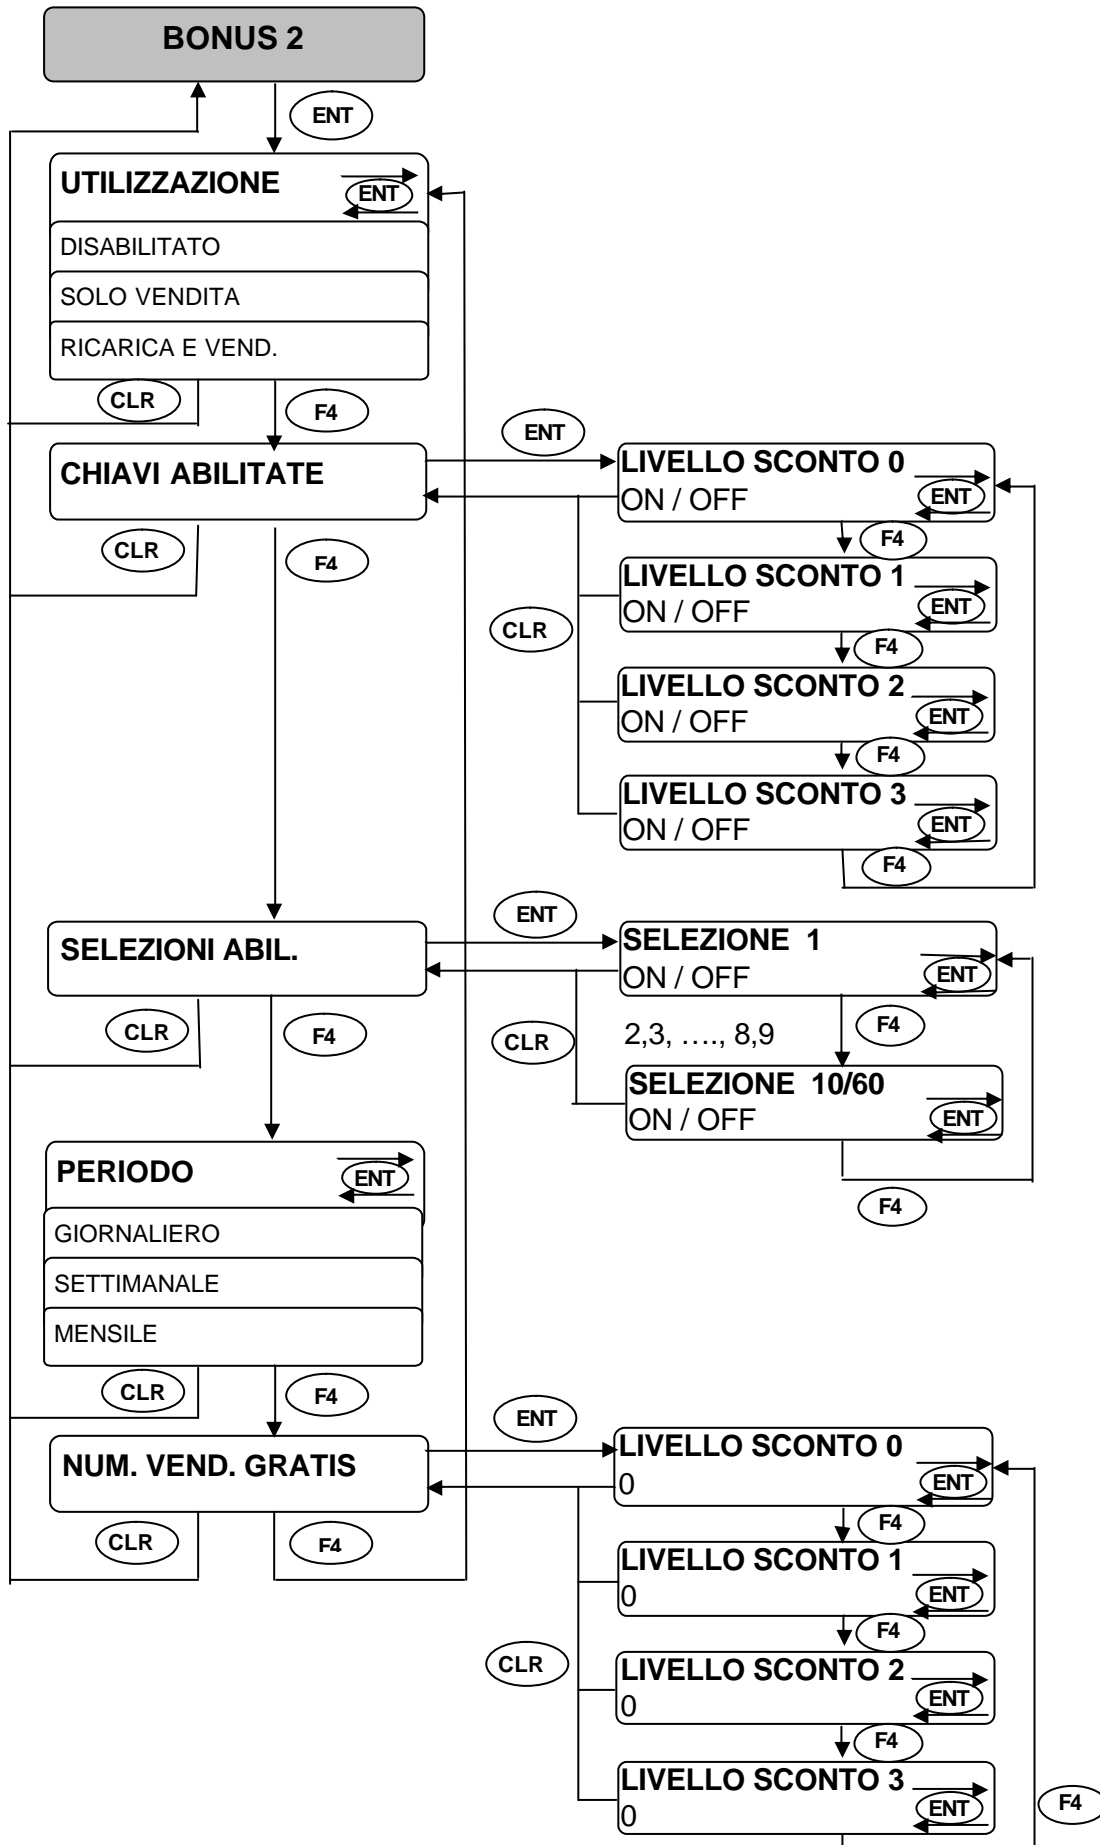 BONUS 2
ENT
UTILIZZAZIONE
ENT
DISABILITATO
SOLO VENDITA
RICARICA E VEND.
CLR
F4
ENT
CHIAVI ABILITATE
LIVELLO SCONTO 0
ON / OFF
ENT
CLR
F4
F4
LIVELLO SCONTO 1
ON / OFF
ENT
CLR
F4
LIVELLO SCONTO 2
ON / OFF
ENT
F4
LIVELLO SCONTO 3
ON / OFF
ENT
F4
ENT
SELEZIONI ABIL.
SELEZIONE 1
ON / OFF
ENT
CLR
F4
CLR
2,3, …., 8,9
F4
SELEZIONE 10/60
ON / OFF
ENT
F4
PERIODO
ENT
GIORNALIERO
SETTIMANALE
MENSILE
CLR
F4
ENT
NUM. VEND. GRATIS
LIVELLO SCONTO 0
0
ENT
CLR
F4
F4
LIVELLO SCONTO 1
0
ENT
F4
CLR
LIVELLO SCONTO 2
0
ENT
F4
LIVELLO SCONTO 3
0
ENT
F4